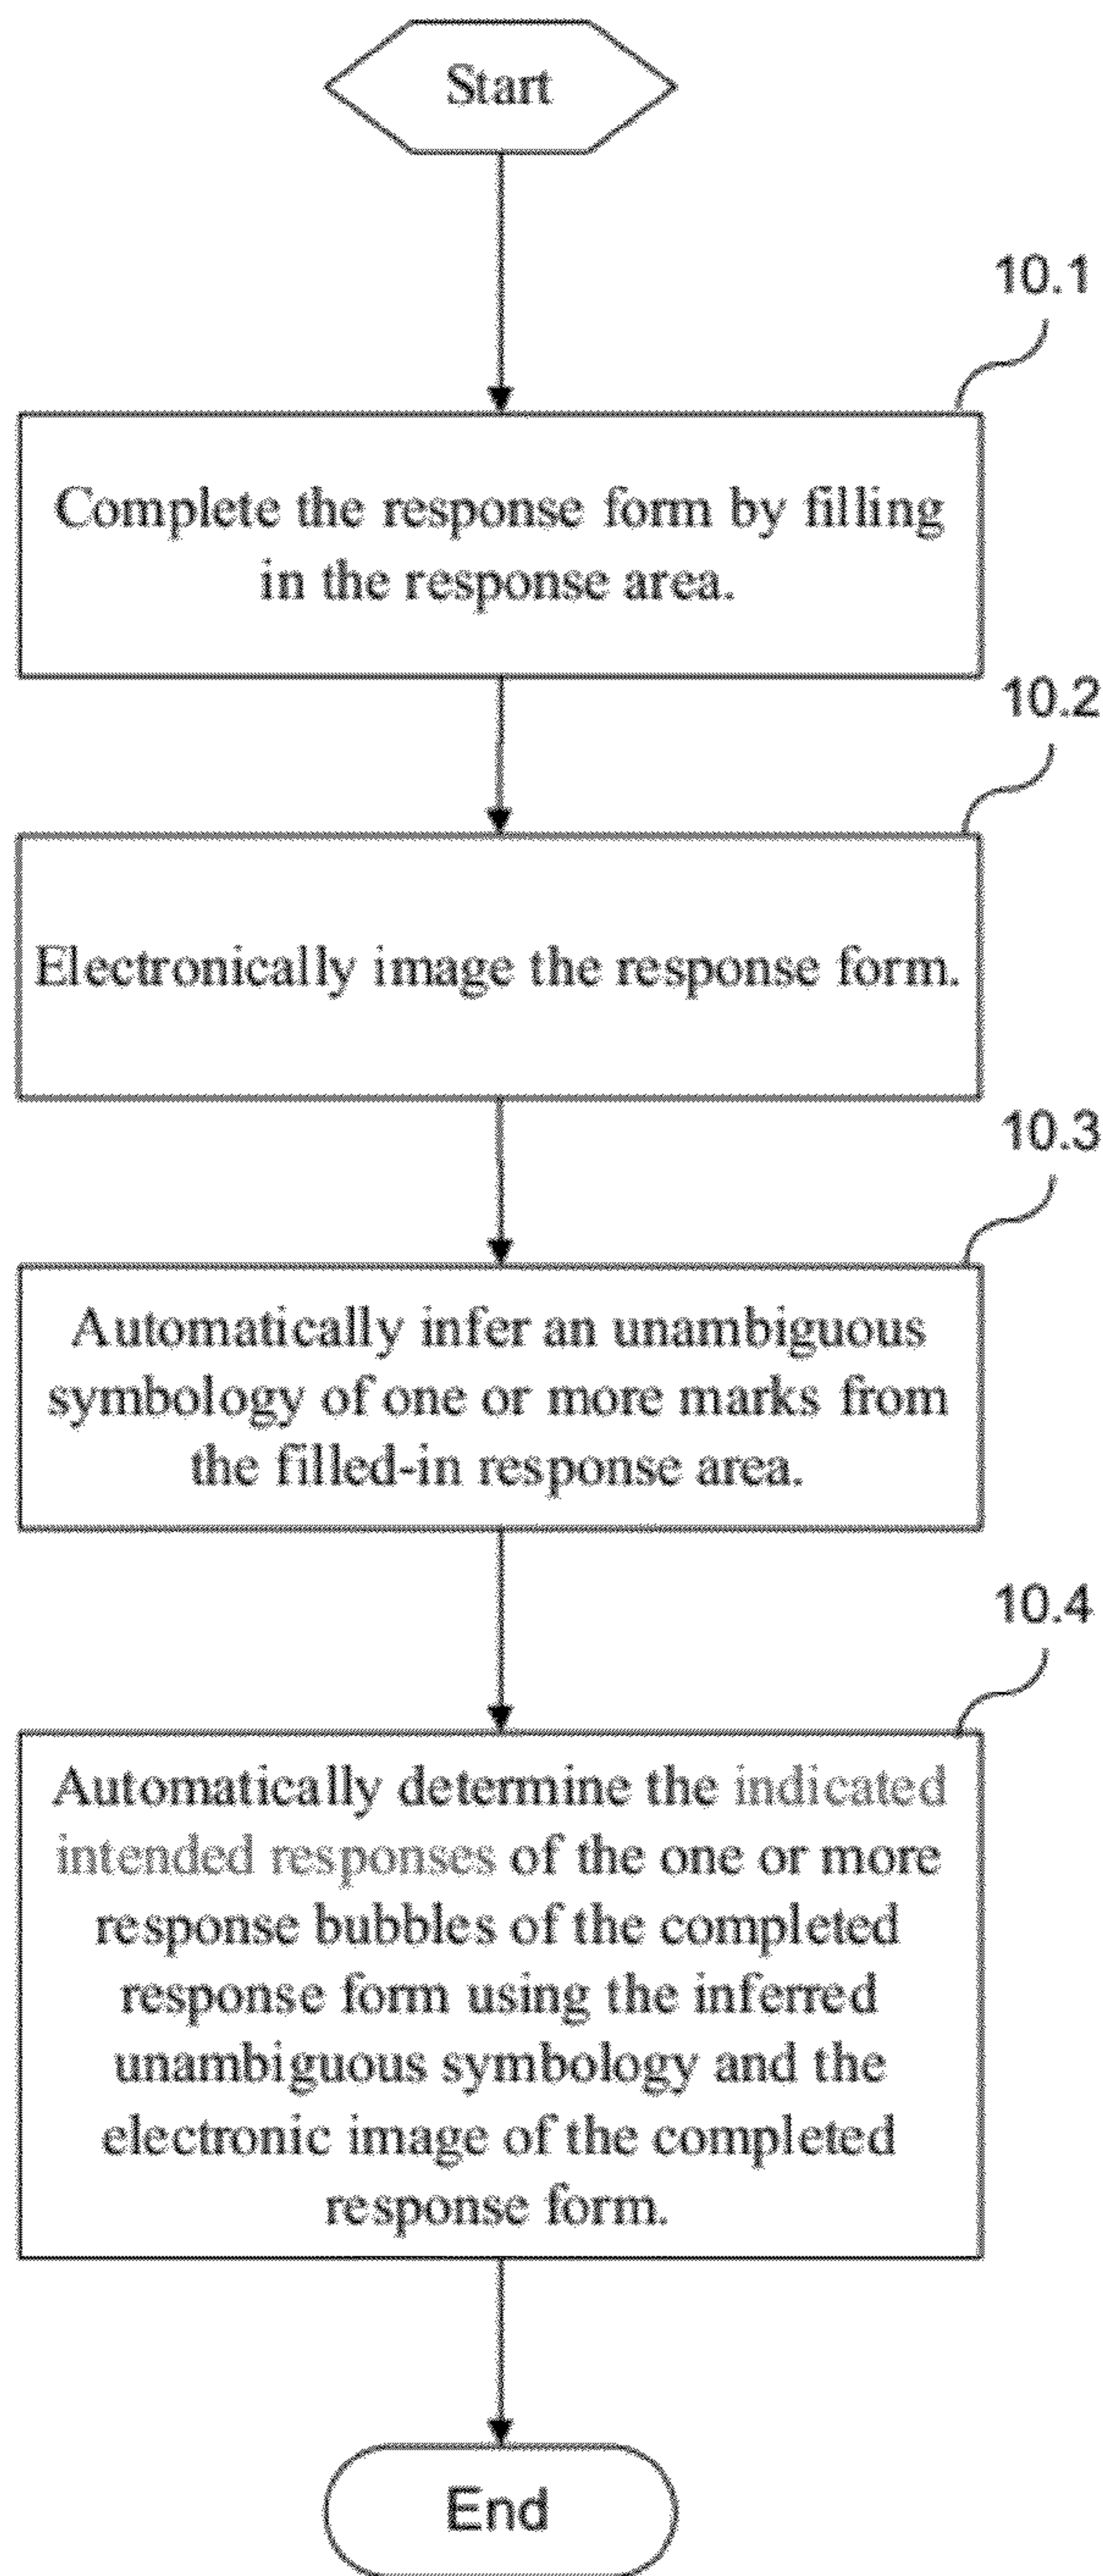 Start
10.1
Complete the response form by filling
in the response area.
10.2
Electronically image the response form.
10.3
Automatically infer an unambiguous
symbology of one or more marks from
the filled-in response area.
10.4
Automatically determine the indicated
intended responses of the one or more
response bubbles of the completed
response form using the inferred
unambiguous symbology and the
electronic image of the completed
response form.
End